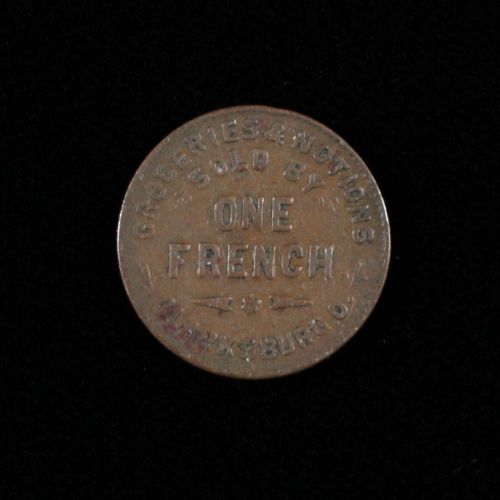 GROCERIES & NOTIONS
SOLD BY
ONE
FRENCH
O.